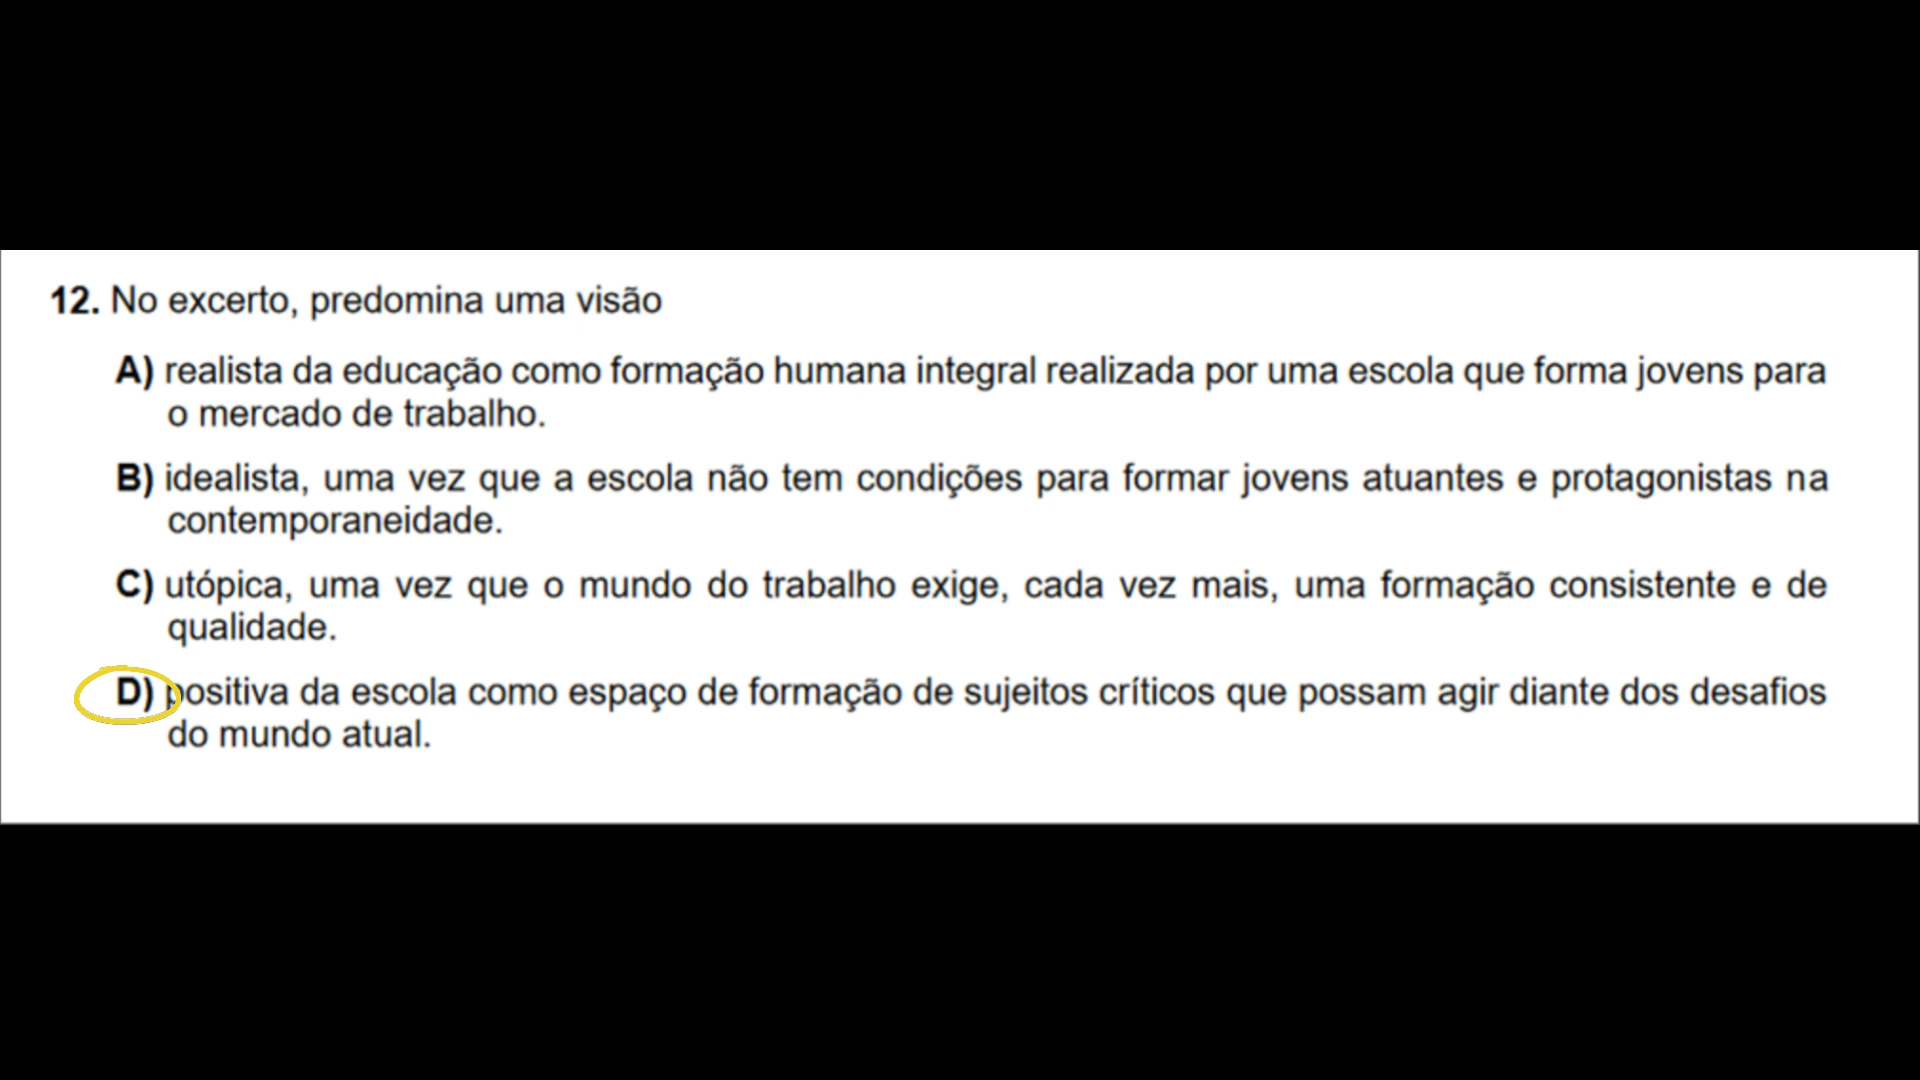 12. No excerto, predomina uma visão
A) realista da educação como formação humana integral realizada por uma escola que forma jovens para
o mercado de trabalho.
B) idealista, uma vez que a escola não tem condições para formar jovens atuantes e protagonistas na
contemporaneidade.
C) utópica, uma vez que o mundo do trabalho exige, cada vez mais, uma formação consistente e de
qualidade.
D) positiva da escola como espaço de formação de sujeitos críticos que possam agir diante dos desafios
do mundo atual.